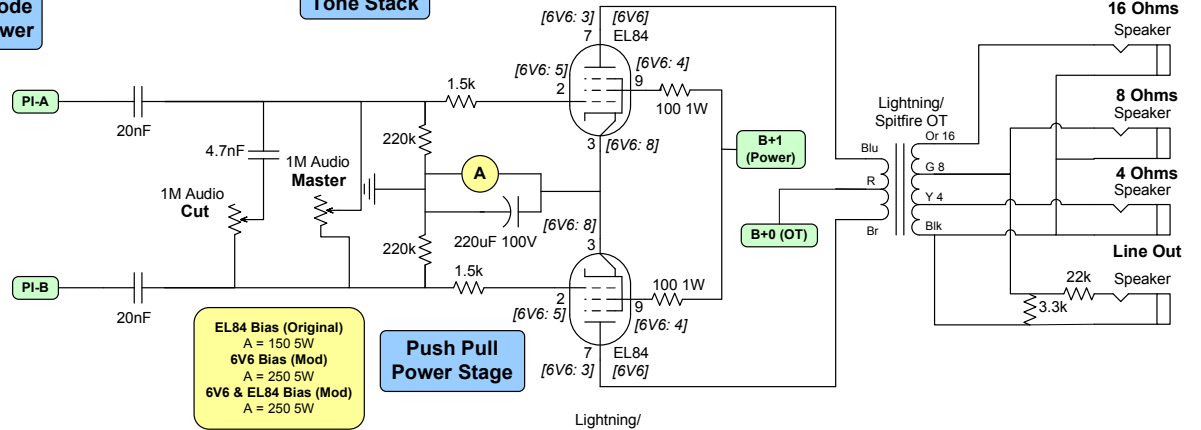 ode
wer
Tone Stack
[6V6: 3]
[6V6]
7
EL84
[6V6: 5]
2
[6V6: 4]
9
100 1W
3
[6V6: 8]
1.5k
PI-A
20nF
220k
4.7nF
1M Audio
Master
1M Audio
Cut
A
220uF 100V
220k
1.5k
PI-B
20nF
[6V6: 8]
3
100 1W
2
[6V6: 5]
9
[6V6: 4]
7
EL84
[6V6: 3]
[6V6]
B+1
(Power)
B+0 (OT)
Lightning/
Spitfire OT
Blu
R
Br
Or 16
G 8
Y 4
Blk
16 Ohms
Speaker
8 Ohms
Speaker
4 Ohms
Speaker
Line Out
Speaker
22k
3.3k
EL84 Bias (Original)
A = 150 5W
6V6 Bias (Mod)
A = 250 5W
6V6 & EL84 Bias (Mod)
A = 250 5W
Push Pull
Power Stage
Lightning/